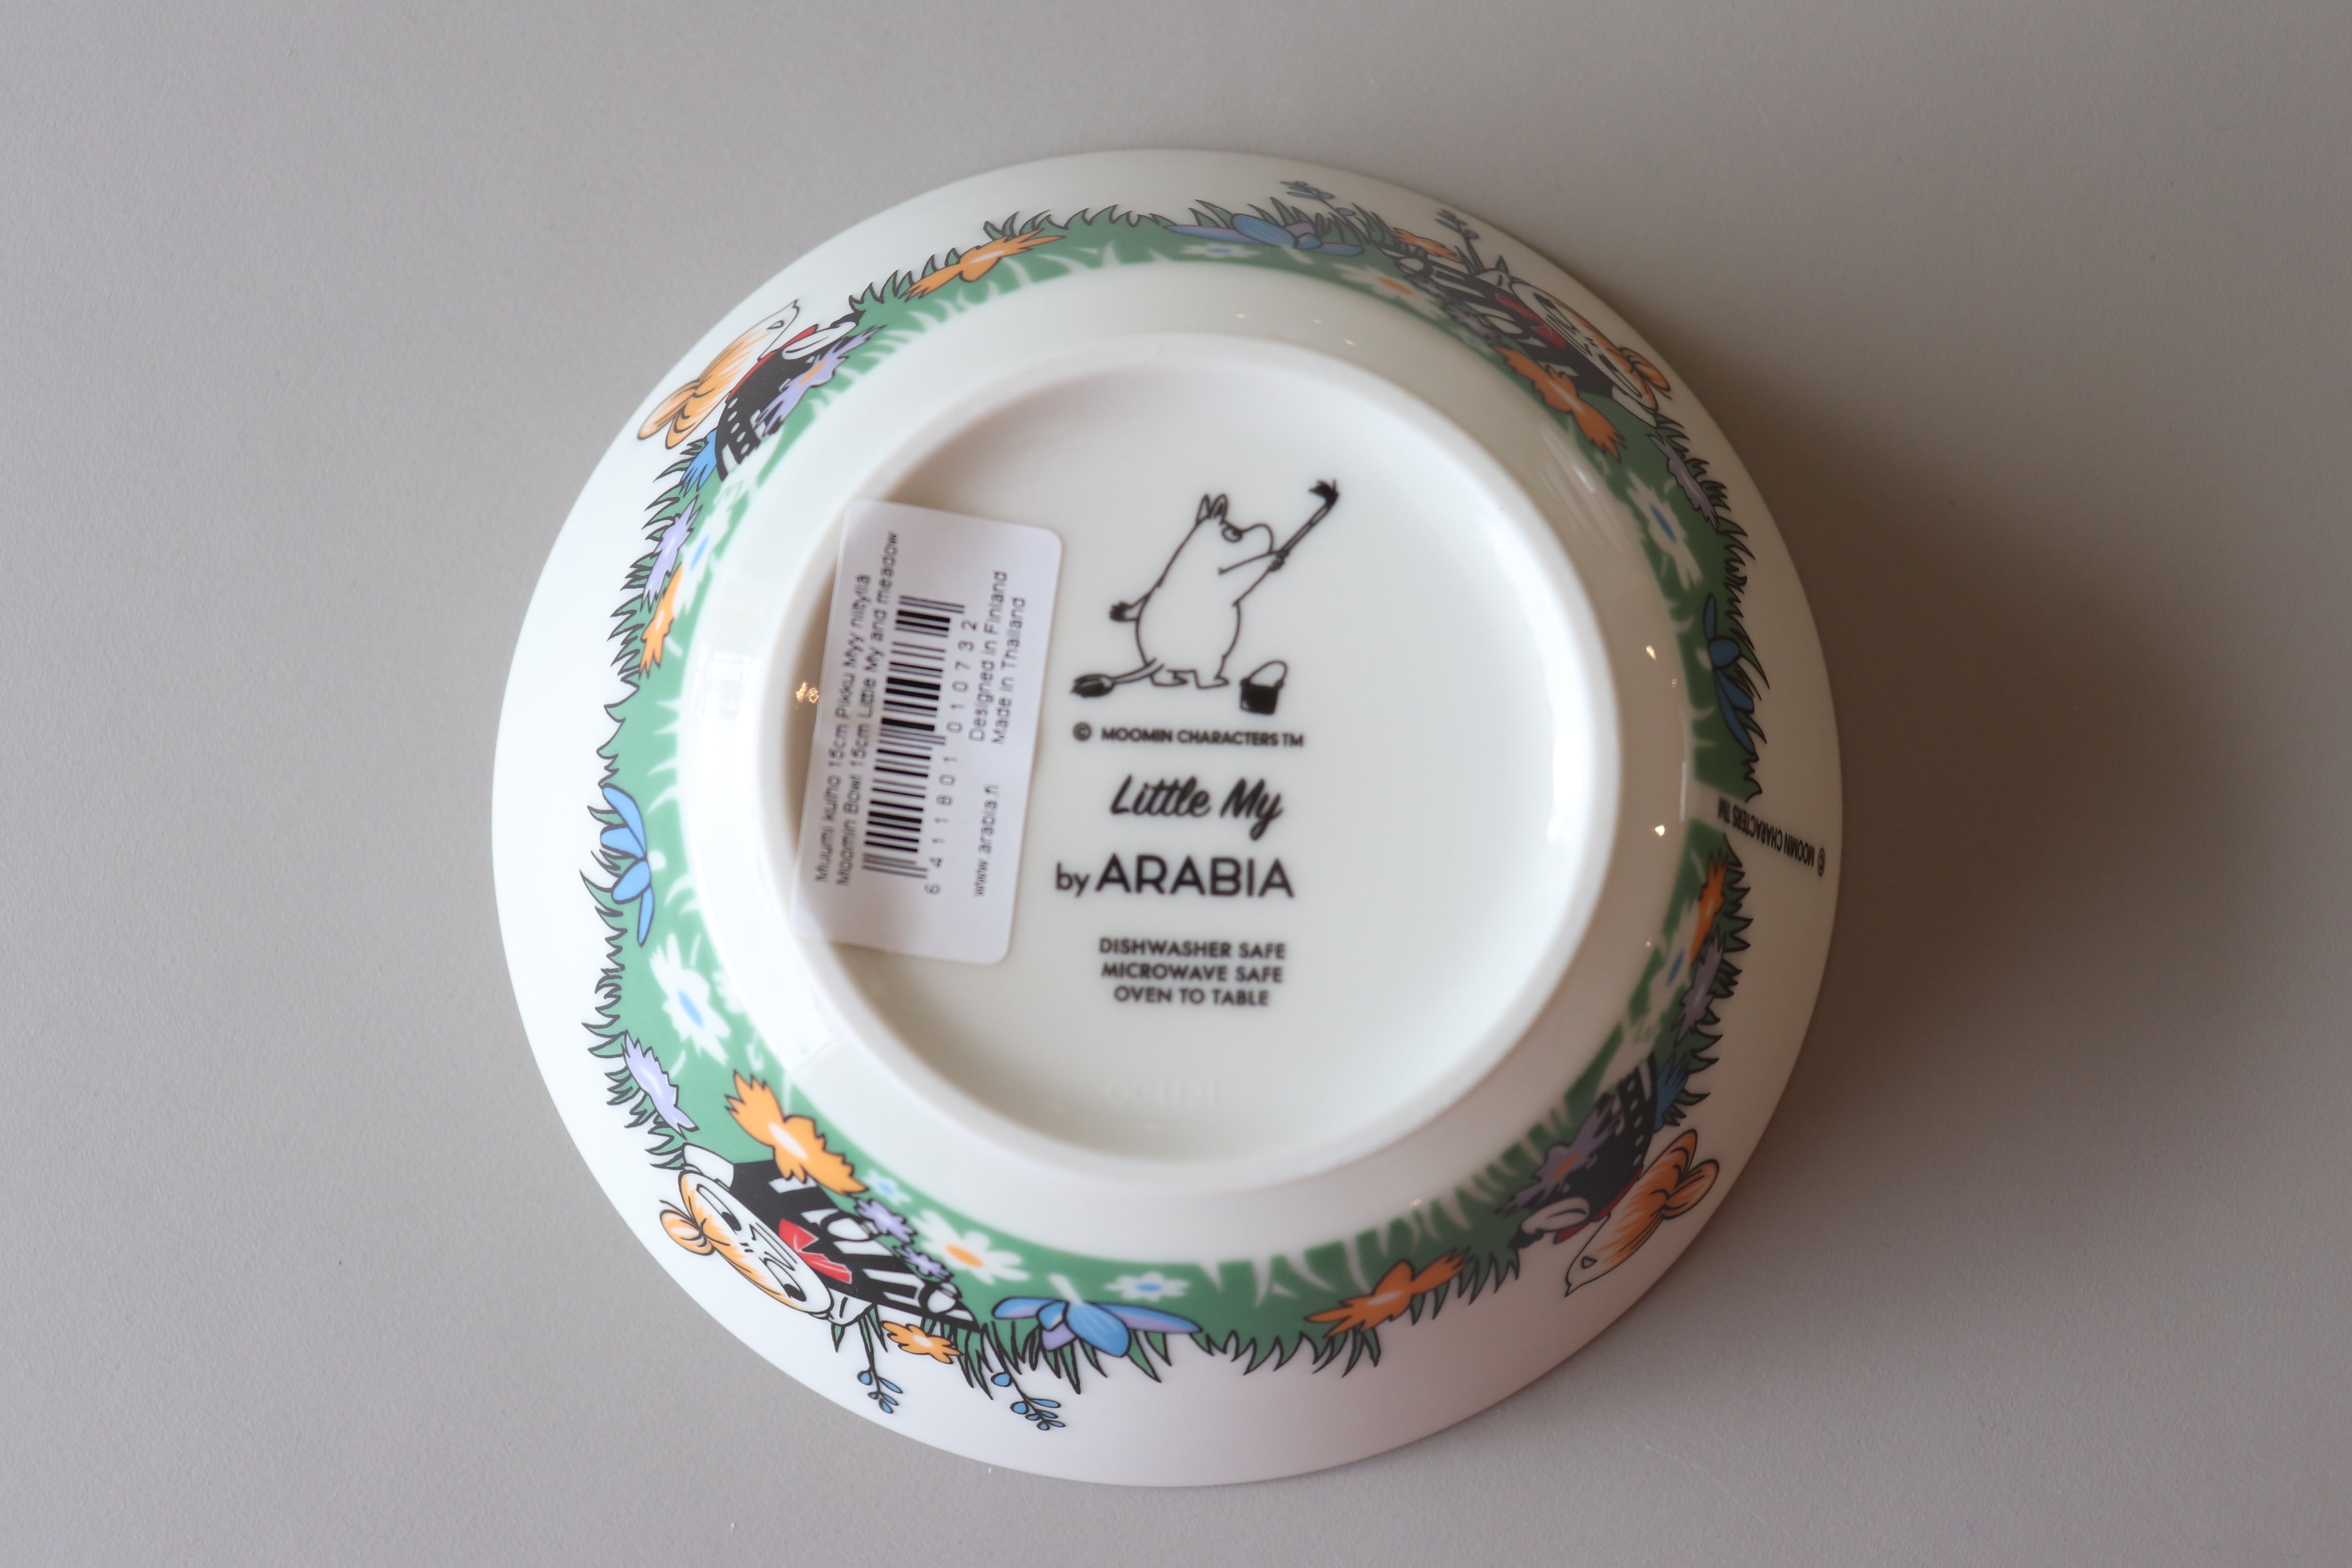 © MOOMIN CHARACTERS TM
Little My
by ARABIA
DISHWASHER SAFE
MICROWAVE SAFE
OVEN TO TABLE
Muumi kulho 15cm Pikku Myy niityllä
Moomin Bowl 15cm Little My and meadow
6 411801 010732
www.arabia.fi Designed in Finland
Made in Thailand
© MOOMIN CHARACTERS TM